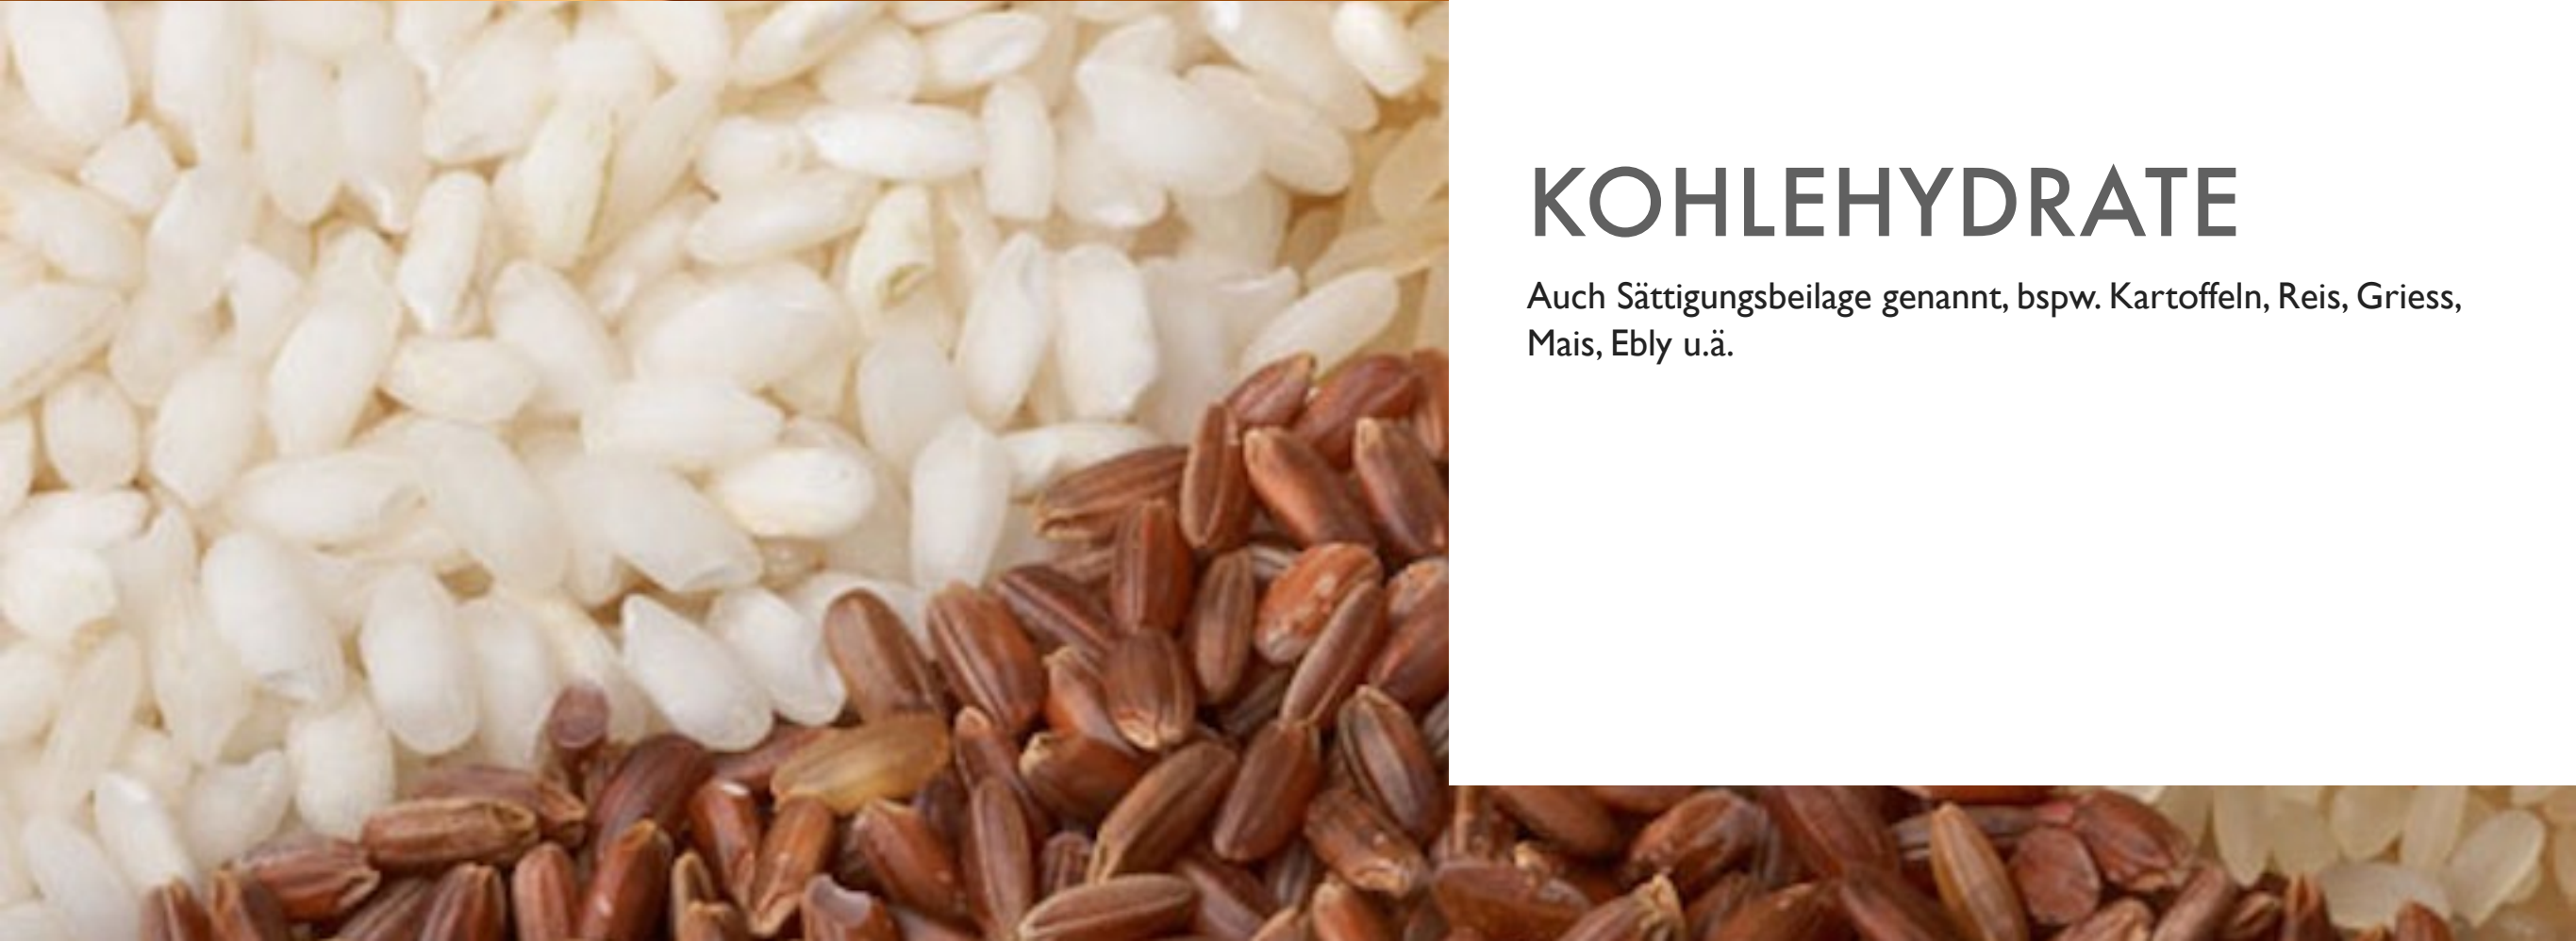 KOHLEHYDRATE
Auch Sättigungsbeilage genannt, bspw. Kartoffeln, Reis, Griess,
Mais, Ebly u.ä.